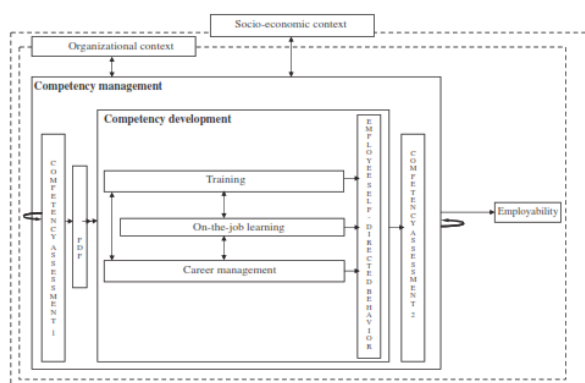 Socio-economic context
Organizational context
Competency management
Competency development
COMPETENCY ASSESSMENT 1
PDP
Training
On-the-job learning
Career management
EMPLOYEE SELF-DIRECTED BEHAVIOR
COMPETENCY ASSESSMENT 2
Employability